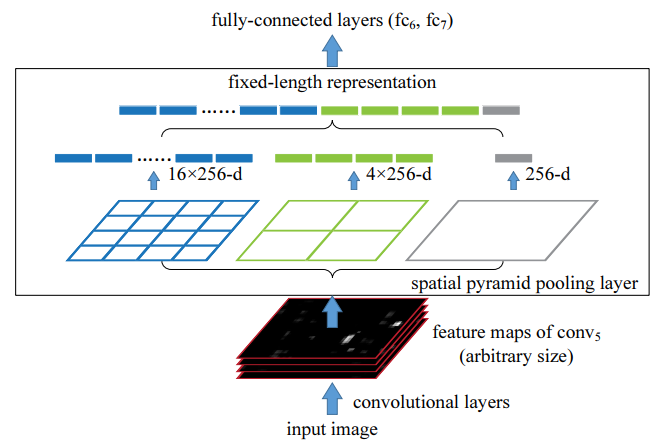 fully-connected layers (fc6, fc7)
fixed-length representation
......
......
16×256-d
4×256-d
256-d
spatial pyramid pooling layer
feature maps of conv5
(arbitrary size)
convolutional layers
input image